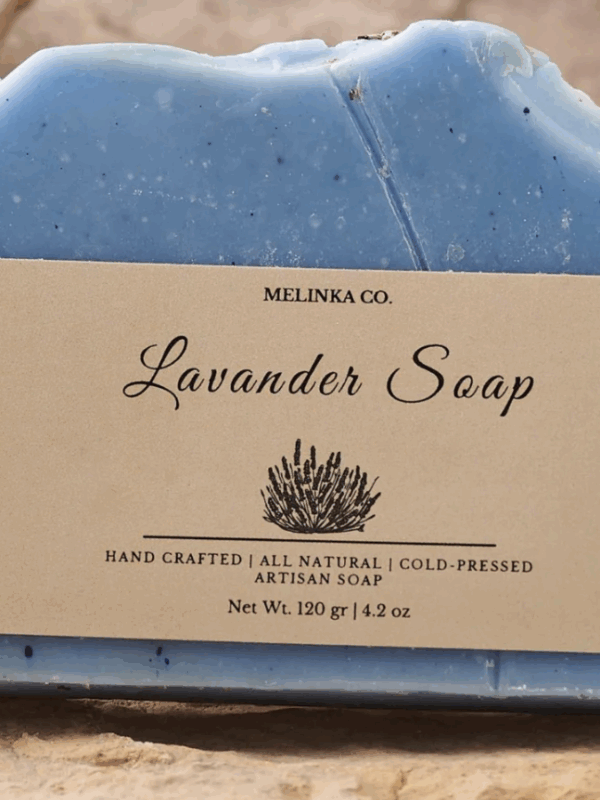 MELINKA CO.
Lavander Soap
HAND CRAFTED | ALL NATURAL | COLD-PRESSED
ARTISAN SOAP
Net Wt. 120 gr | 4.2 oz